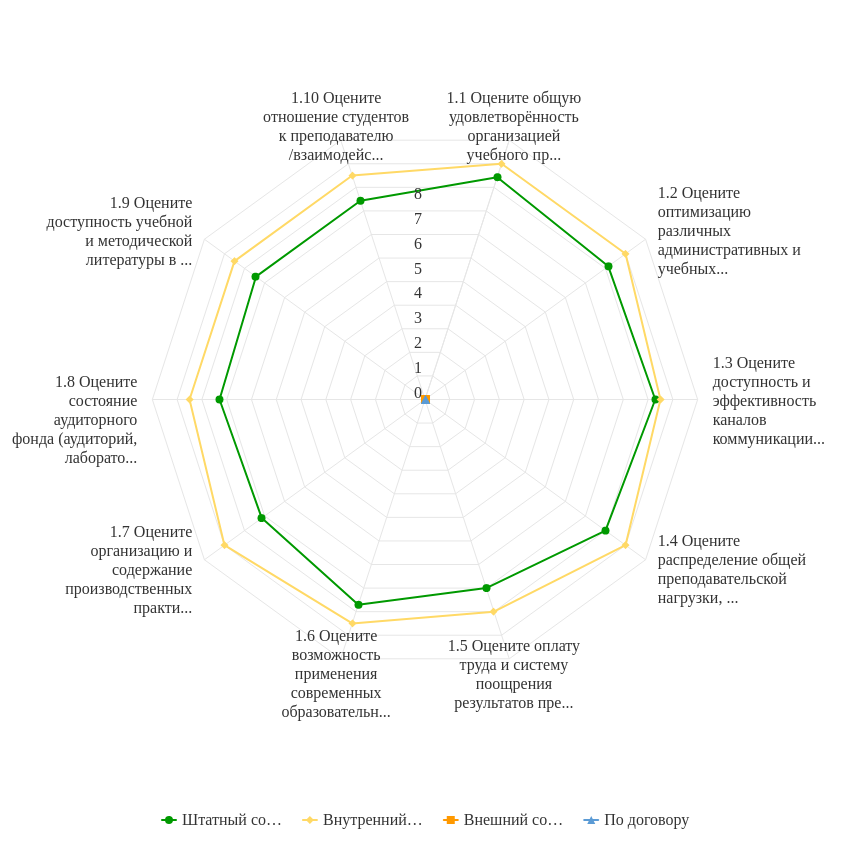 1.10 Оцените
отношение студентов
к преподавателю
/взаимодейс...
1.1 Оцените общую
удовлетворённость
организацией
учебного пр...
1.2 Оцените
оптимизацию
различных
административных и
учебных...
1.3 Оцените
доступность и
эффективность
каналов
коммуникации...
1.4 Оцените
распределение общей
преподавательской
нагрузки, ...
1.5 Оцените оплату
труда и систему
поощрения
результатов пре...
1.6 Оцените
возможность
применения
современных
образовательн...
1.7 Оцените
организацию и
содержание
производственных
практи...
1.8 Оцените
состояние
аудиторного
фонда (аудиторий,
лаборато...
1.9 Оцените
доступность учебной
и методической
литературы в ...
8
7
6
5
4
3
2
1
0
Штатный со…
Внутренний…
Внешний со…
По договору